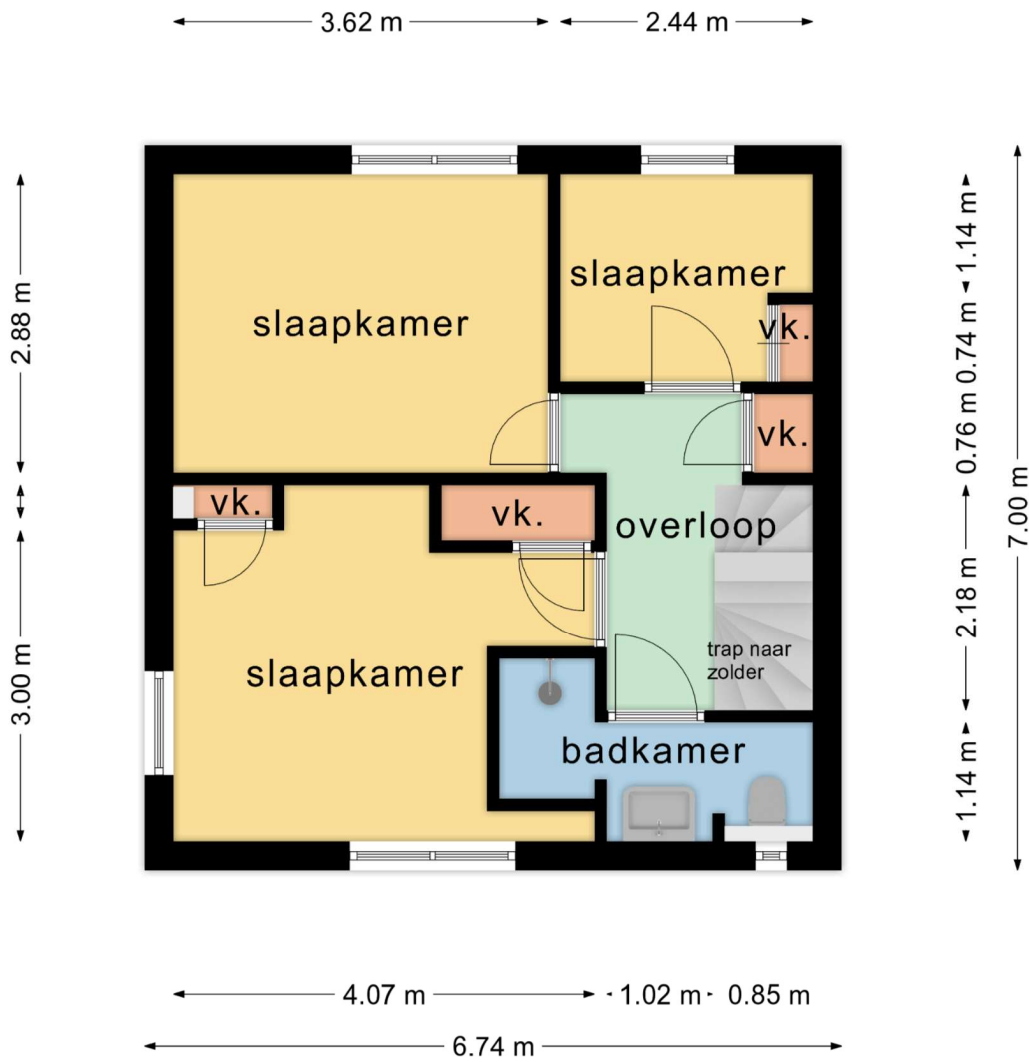 3.62 m
2.44 m
2.88 m
3.00 m
slaapkamer
slaapkamer
vk.
vk.
vk.
vk.
overloop
slaapkamer
trap naar
zolder
badkamer
1.14 m
0.74 m
0.76 m
2.18 m
1.14 m
7.00 m
4.07 m
1.02 m
0.85 m
6.74 m